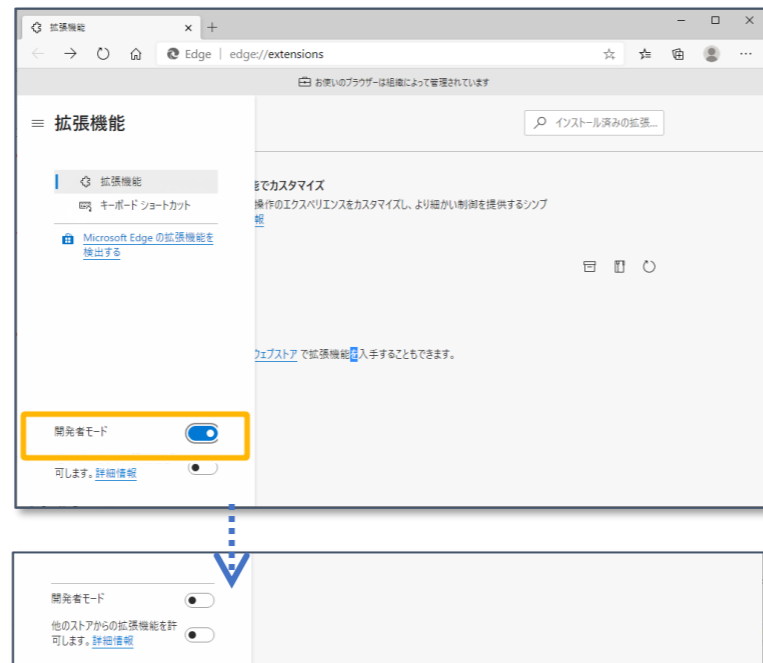 拡張機能
Edge | edge://extensions
お使いのブラウザーは組織によって管理されています
拡張機能
インストール済みの拡張...
拡張機能
キーボード ショートカット
Microsoft Edge の拡張機能を
検出する
能でカスタマイズ
操作のエクスペリエンスをカスタマイズし、より細かい制御を提供するシンプ
報
ウェブストア で拡張機能を入手することもできます。
開発者モード
可します。詳細情報
開発者モード
他のストアからの拡張機能を許
可します。詳細情報